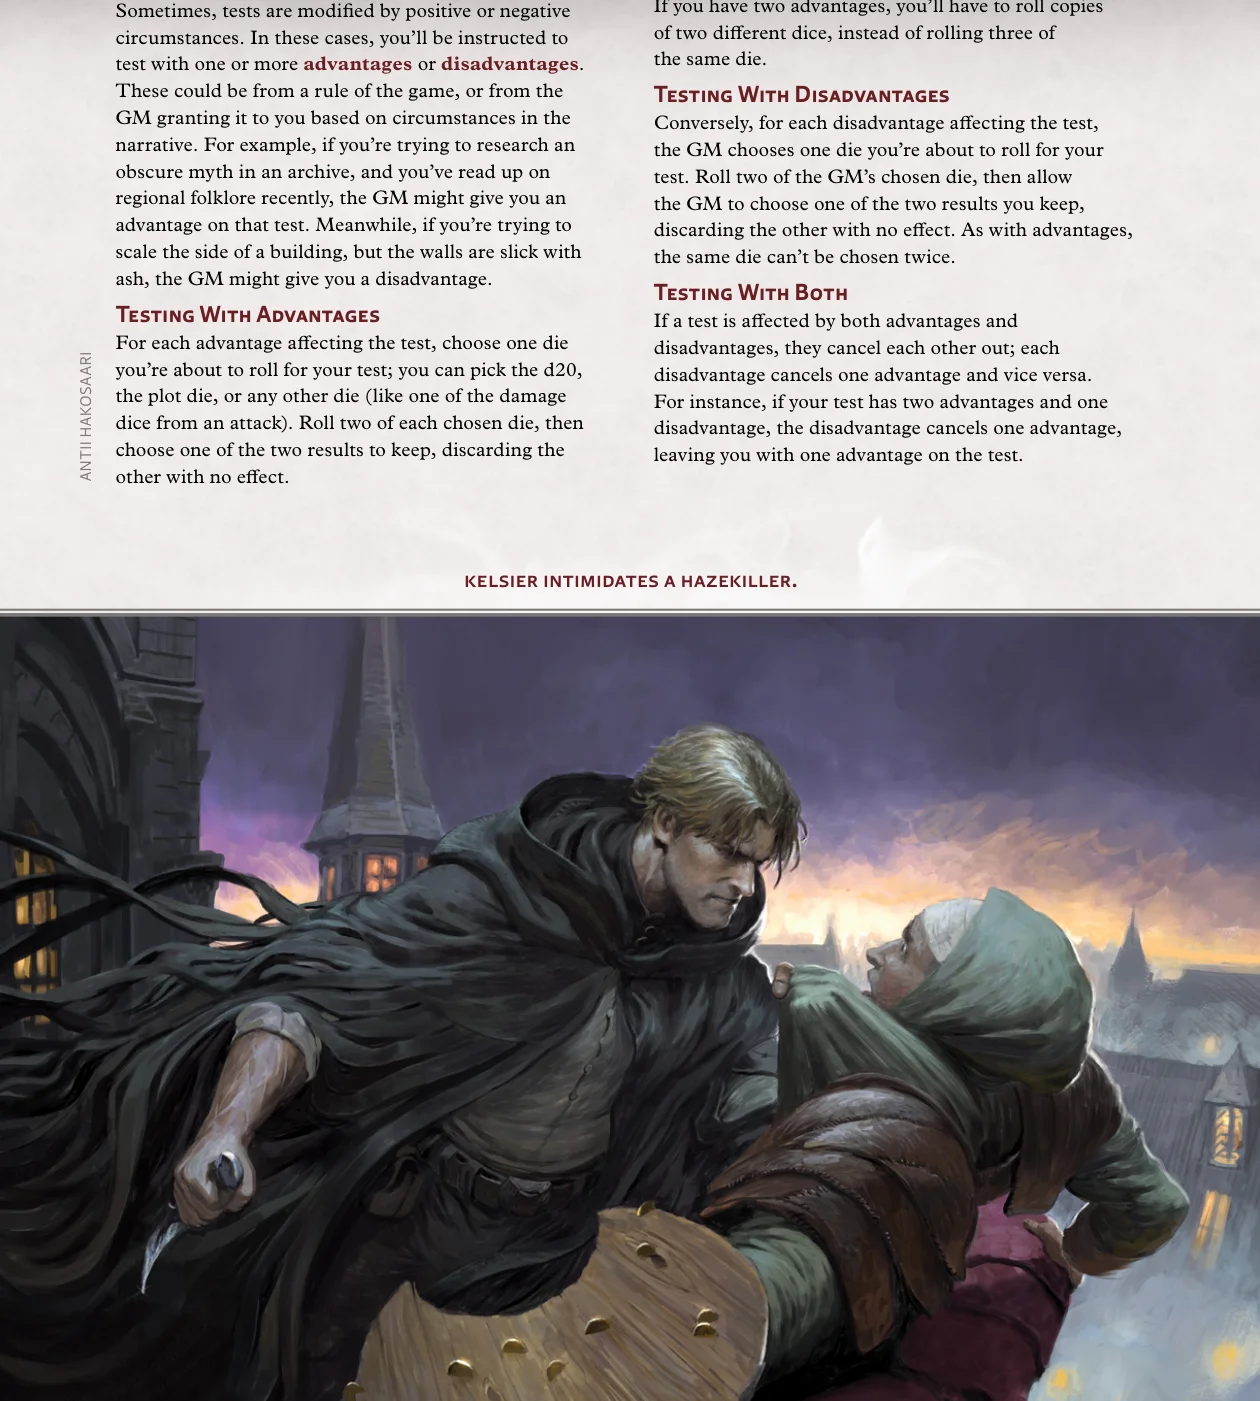 Sometimes, tests are modified by positive or negative
circumstances. In these cases, you’ll be instructed to
test with one or more advantages or disadvantages.
These could be from a rule of the game, or from the
GM granting it to you based on circumstances in the
narrative. For example, if you’re trying to research an
obscure myth in an archive, and you’ve read up on
regional folklore recently, the GM might give you an
advantage on that test. Meanwhile, if you’re trying to
scale the side of a building, but the walls are slick with
ash, the GM might give you a disadvantage.
Testing With Advantages
For each advantage affecting the test, choose one die
you’re about to roll for your test; you can pick the d20,
the plot die, or any other die (like one of the damage
dice from an attack). Roll two of each chosen die, then
choose one of the two results to keep, discarding the
other with no effect.
ANTII HAKOSAARI
If you have two advantages, you’ll have to roll copies
of two different dice, instead of rolling three of
the same die.
Testing With Disadvantages
Conversely, for each disadvantage affecting the test,
the GM chooses one die you’re about to roll for your
test. Roll two of the GM’s chosen die, then allow
the GM to choose one of the two results you keep,
discarding the other with no effect. As with advantages,
the same die can’t be chosen twice.
Testing With Both
If a test is affected by both advantages and
disadvantages, they cancel each other out; each
disadvantage cancels one advantage and vice versa.
For instance, if your test has two advantages and one
disadvantage, the disadvantage cancels one advantage,
leaving you with one advantage on the test.
KELSIER INTIMIDATES A HAZEKILLER.